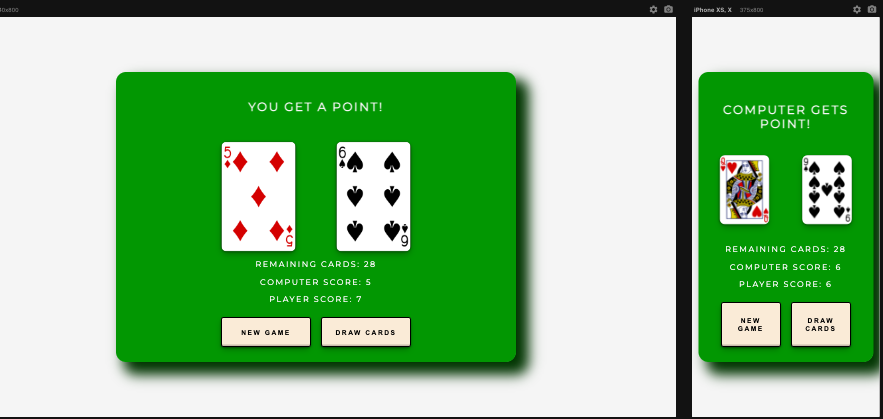 iPhone XS, X 375x800
YOU GET A POINT!
5
6
5
6
REMAINING CARDS: 28
COMPUTER SCORE: 5
PLAYER SCORE: 7
NEW GAME
DRAW CARDS
COMPUTER GETS
POINT!
Q
9
Q
9
REMAINING CARDS: 28
COMPUTER SCORE: 6
PLAYER SCORE: 6
NEW
GAME
DRAW
CARDS